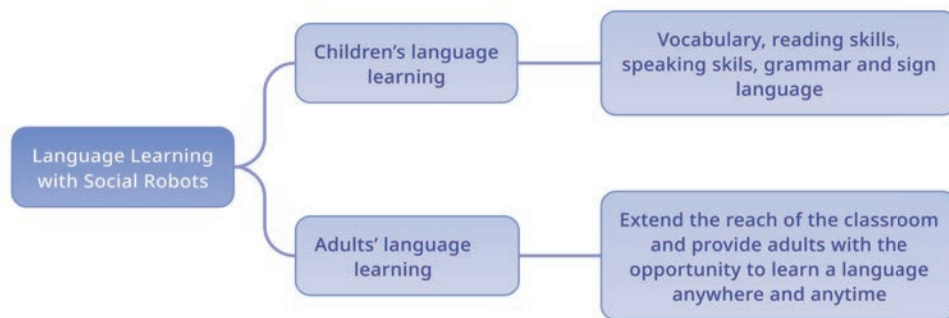 Language Learning
with Social Robots
Children's language
learning
Vocabulary, reading skills,
speaking skils, grammar and sign
language
Adults' language
learning
Extend the reach of the classroom
and provide adults with the
opportunity to learn a language
anywhere and anytime